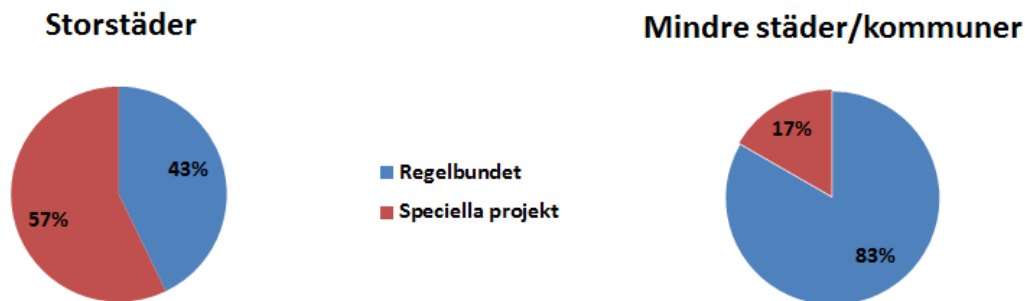 Storstäder
Mindre städer/kommuner
43%
57%
Regelbundet
Speciella projekt
17%
83%